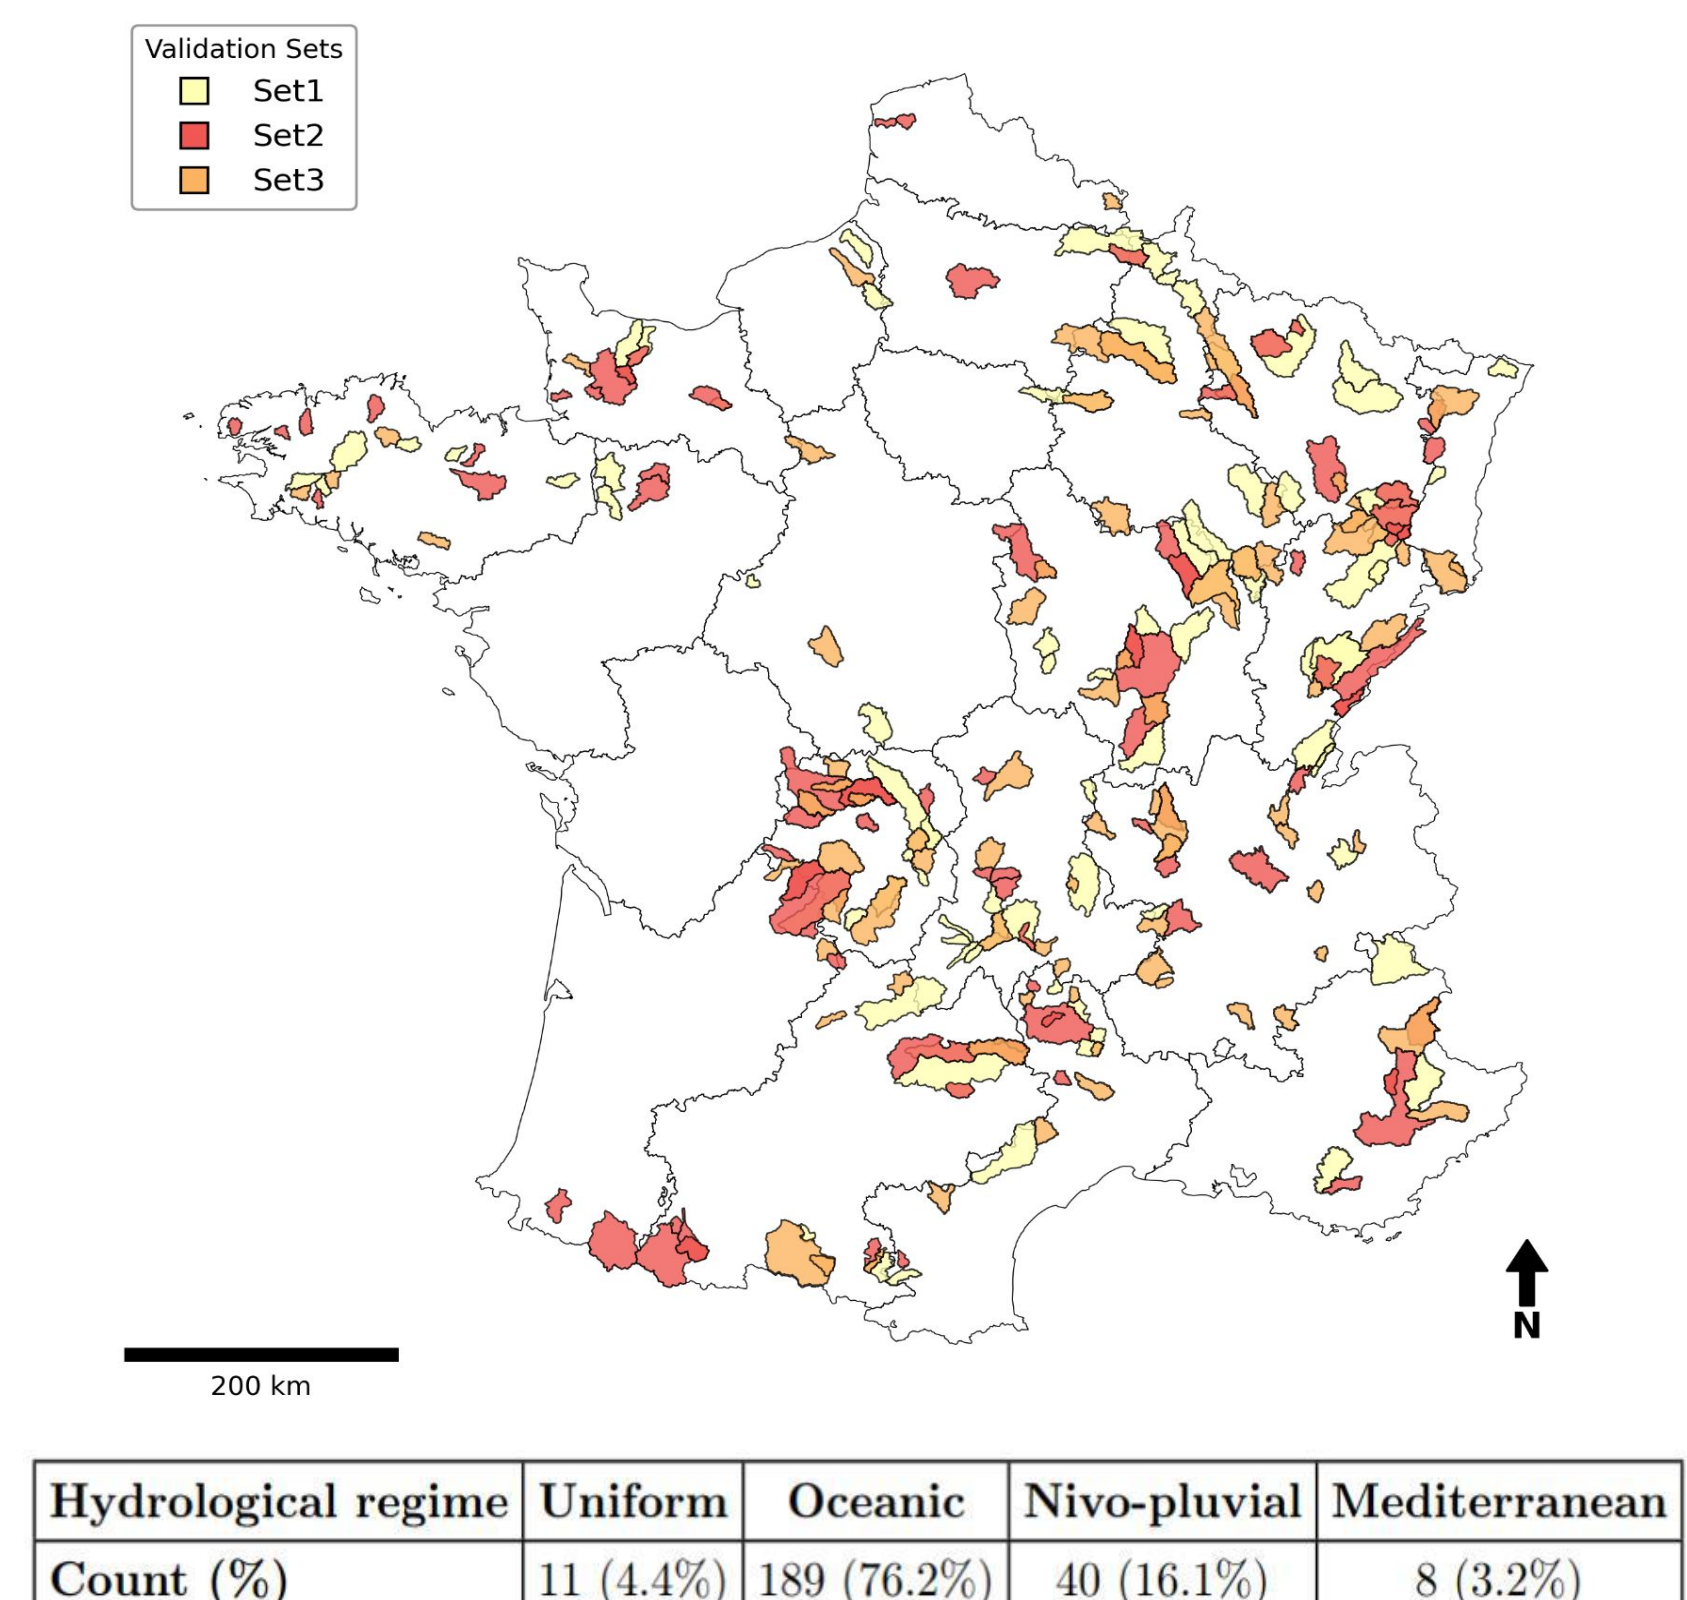 Validation Sets
Set1
Set2
Set3
N
200 km
Hydrological regime Uniform Oceanic Nivo-pluvial Mediterranean
Count (%) 11 (4.4%) 189 (76.2%) 40 (16.1%) 8 (3.2%)